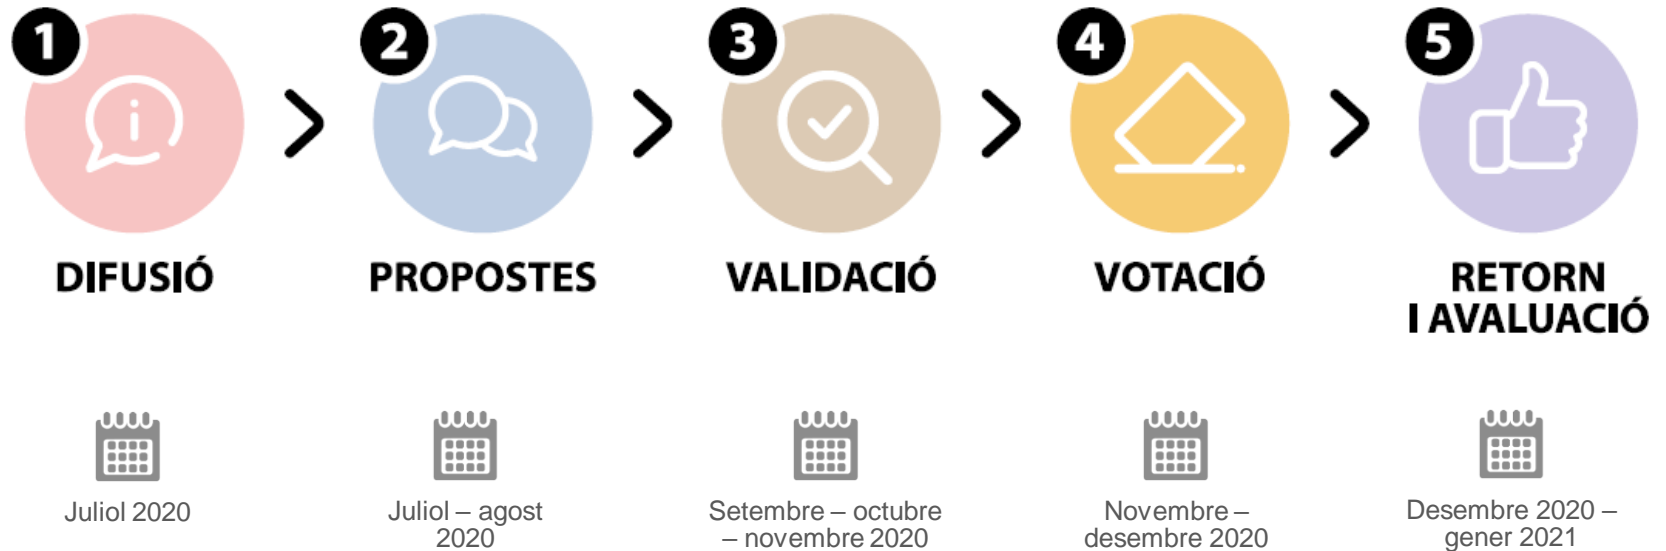 1
DIFUSIÓ
Juliol 2020
2
PROPOSTES
Juliol – agost
2020
3
VALIDACIÓ
Setembre – octubre
– novembre 2020
4
VOTACIÓ
Novembre –
desembre 2020
5
RETORN
I AVALUACIÓ
Desembre 2020 –
gener 2021